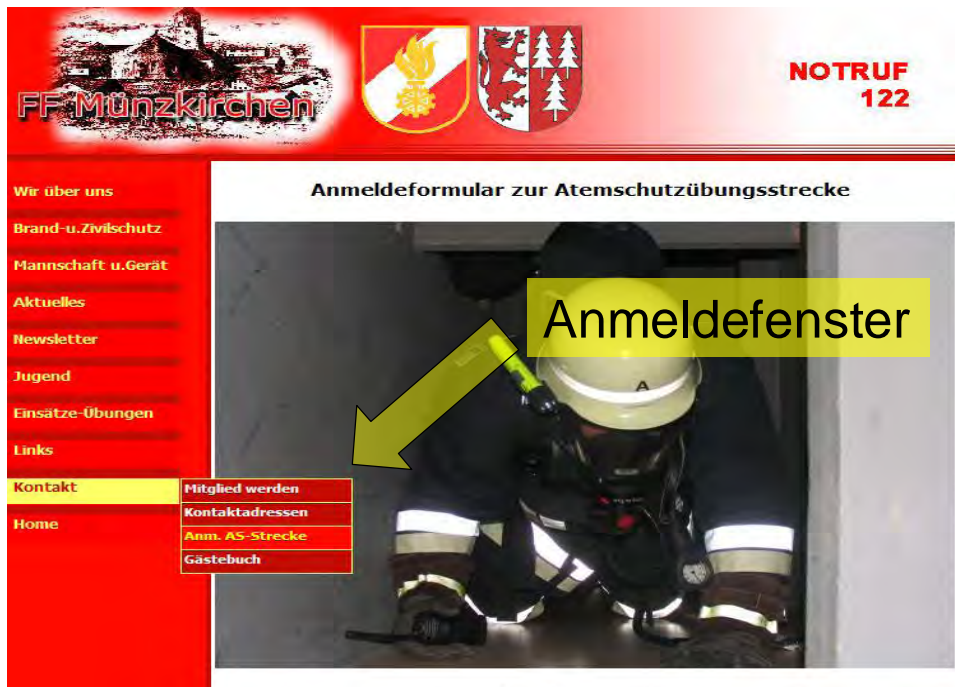 FF Münzkirchen
NOTRUF
122
Wir über uns
Brand-u.Zivilschutz
Mannschaft u.Gerät
Aktuelles
Newsletter
Jugend
Einsätze-Übungen
Links
Kontakt
Home
Mitglied werden
Kontaktadressen
Anm. AS-Strecke
Gästebuch
Anmeldeformular zur Atemschutzübungsstrecke
Anmeldefenster
A